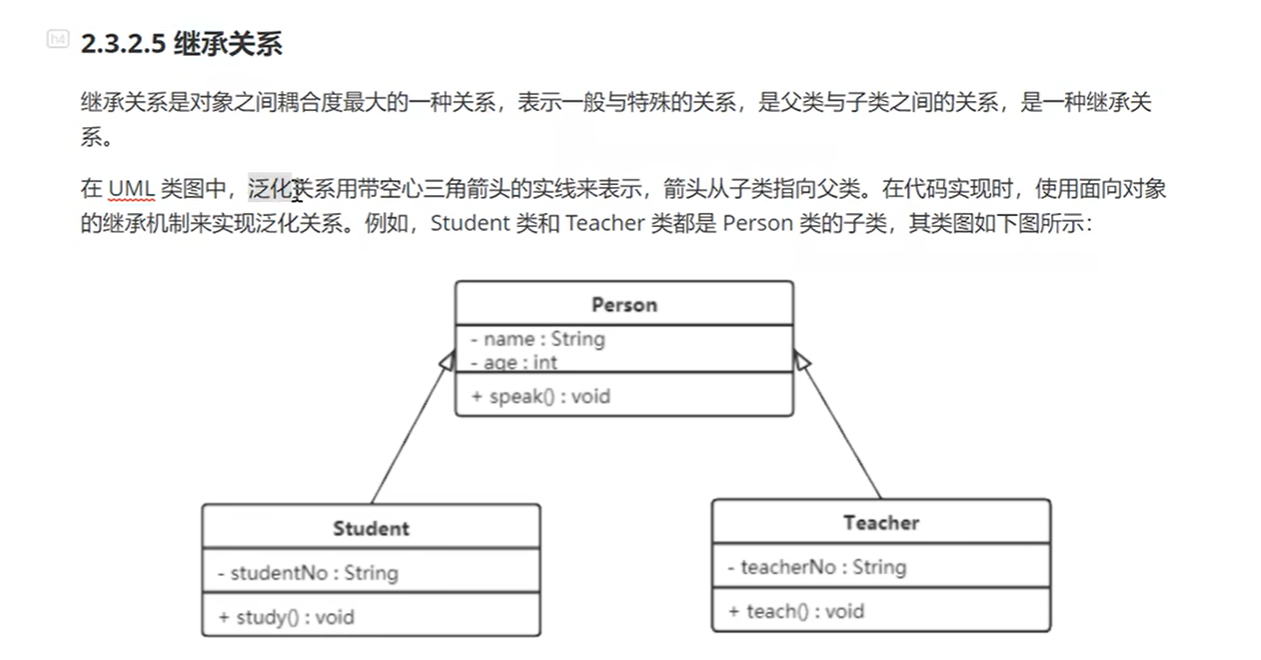 h4
2.3.2.5 继承关系
继承关系是对象之间耦合度最大的一种关系，表示一般与特殊的关系，是父类与子类之间的关系，是一种继承关
系。
在 UML 类图中，泛化关系用带空心三角箭头的实线来表示，箭头从子类指向父类。在代码实现时，使用面向对象
的继承机制来实现泛化关系。例如，Student 类和 Teacher 类都是 Person 类的子类，其类图如下图所示：
Person
- name : String
- age : int
+ speak() : void
Student
- studentNo : String
+ study() : void
Teacher
- teacherNo : String
+ teach() : void